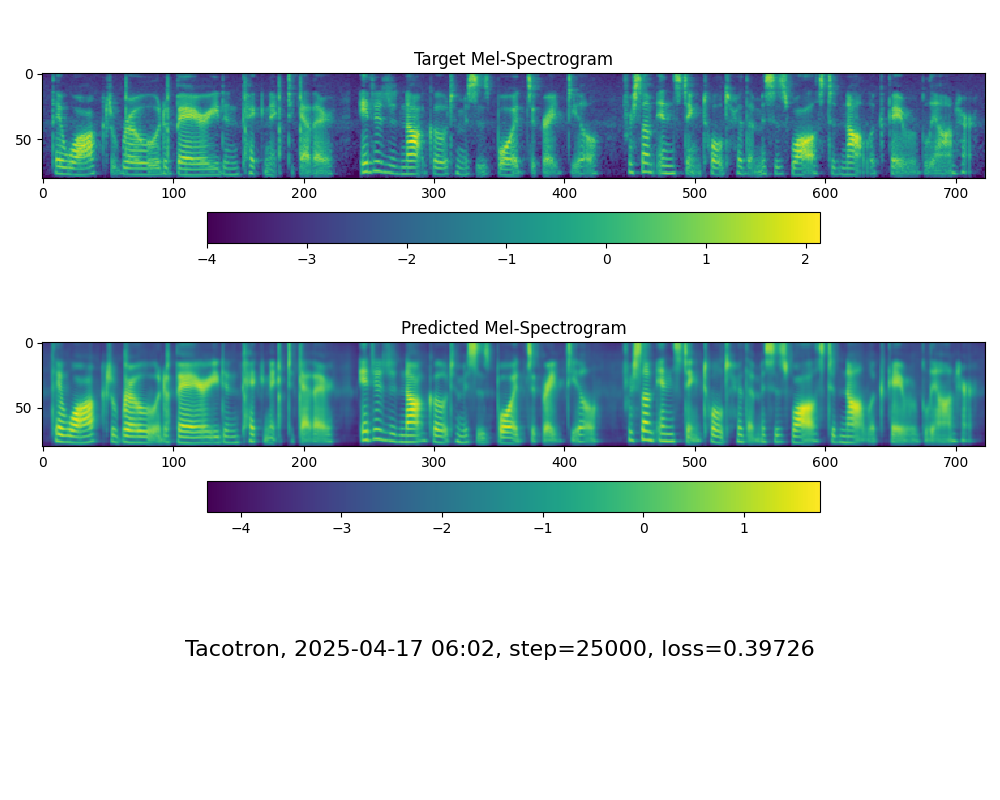 Target Mel-Spectrogram
0
50
0 100 200 300 400 500 600 700
−4 −3 −2 −1 0 1 2
Predicted Mel-Spectrogram
0
50
0 100 200 300 400 500 600 700
−4 −3 −2 −1 0 1
Tacotron, 2025-04-17 06:02, step=25000, loss=0.39726